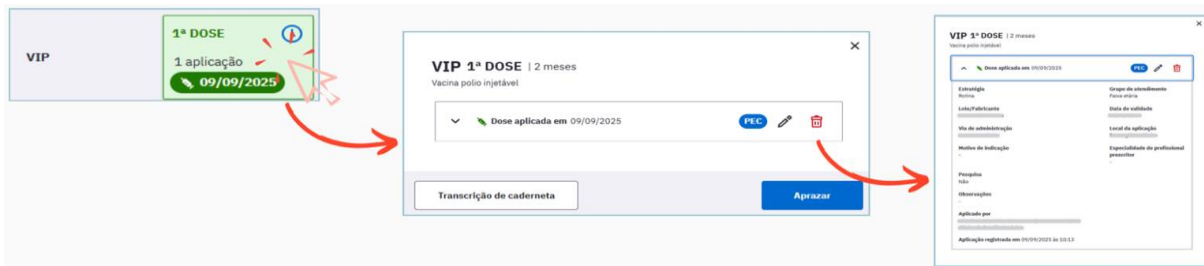 VIP
1ª DOSE
1 aplicação
09/09/2025
VIP 1ª DOSE | 2 meses
Vacina polio injetável
Dose aplicada em 09/09/2025
PEC
Transcrição de caderneta
Aprazar
VIP 1ª DOSE | 2 meses
Vacina polio injetável
Dose aplicada em 09/09/2025
PEC
Estratégia
Grupo de atendimento
Rotina
Faixa etária
Lote/Fabricante
Data de validade
Via de administração
Local da aplicação
Motivo de indicação
Especialidade do profissional
prescritor
-
-
Pesquisa
Não
Observações
-
Aplicado por
Aplicação registrada em 09/09/2025 às 10:13